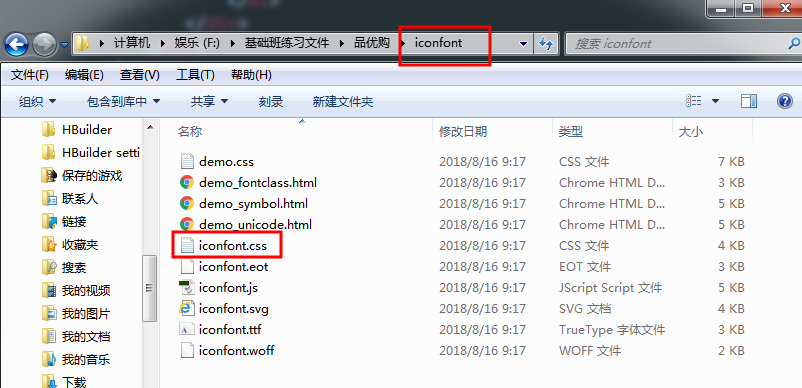 计算机 娱乐 (F:) 基础班练习文件 品优购 iconfont 搜索 iconfont
文件(F) 编辑(E) 查看(V) 工具(T) 帮助(H)
组织 包含到库中 共享 刻录 新建文件夹
名称 修改日期 类型 大小
HBuilder
HBuilder setti
保存的游戏
联系人
链接
收藏夹
搜索
我的视频
我的图片
我的文档
我的音乐
下载
demo.css 2018/8/16 9:17 CSS 文件 7 KB
demo_fontclass.html 2018/8/16 9:17 Chrome HTML D... 3 KB
demo_symbol.html 2018/8/16 9:17 Chrome HTML D... 3 KB
demo_unicode.html 2018/8/16 9:17 Chrome HTML D... 3 KB
iconfont.css 2018/8/16 9:17 CSS 文件 4 KB
iconfont.eot 2018/8/16 9:17 EOT 文件 3 KB
iconfont.js 2018/8/16 9:17 JScript Script 文件 5 KB
iconfont.svg 2018/8/16 9:17 SVG 文档 4 KB
iconfont.ttf 2018/8/16 9:17 TrueType 字体文件 3 KB
iconfont.woff 2018/8/16 9:17 WOFF 文件 2 KB